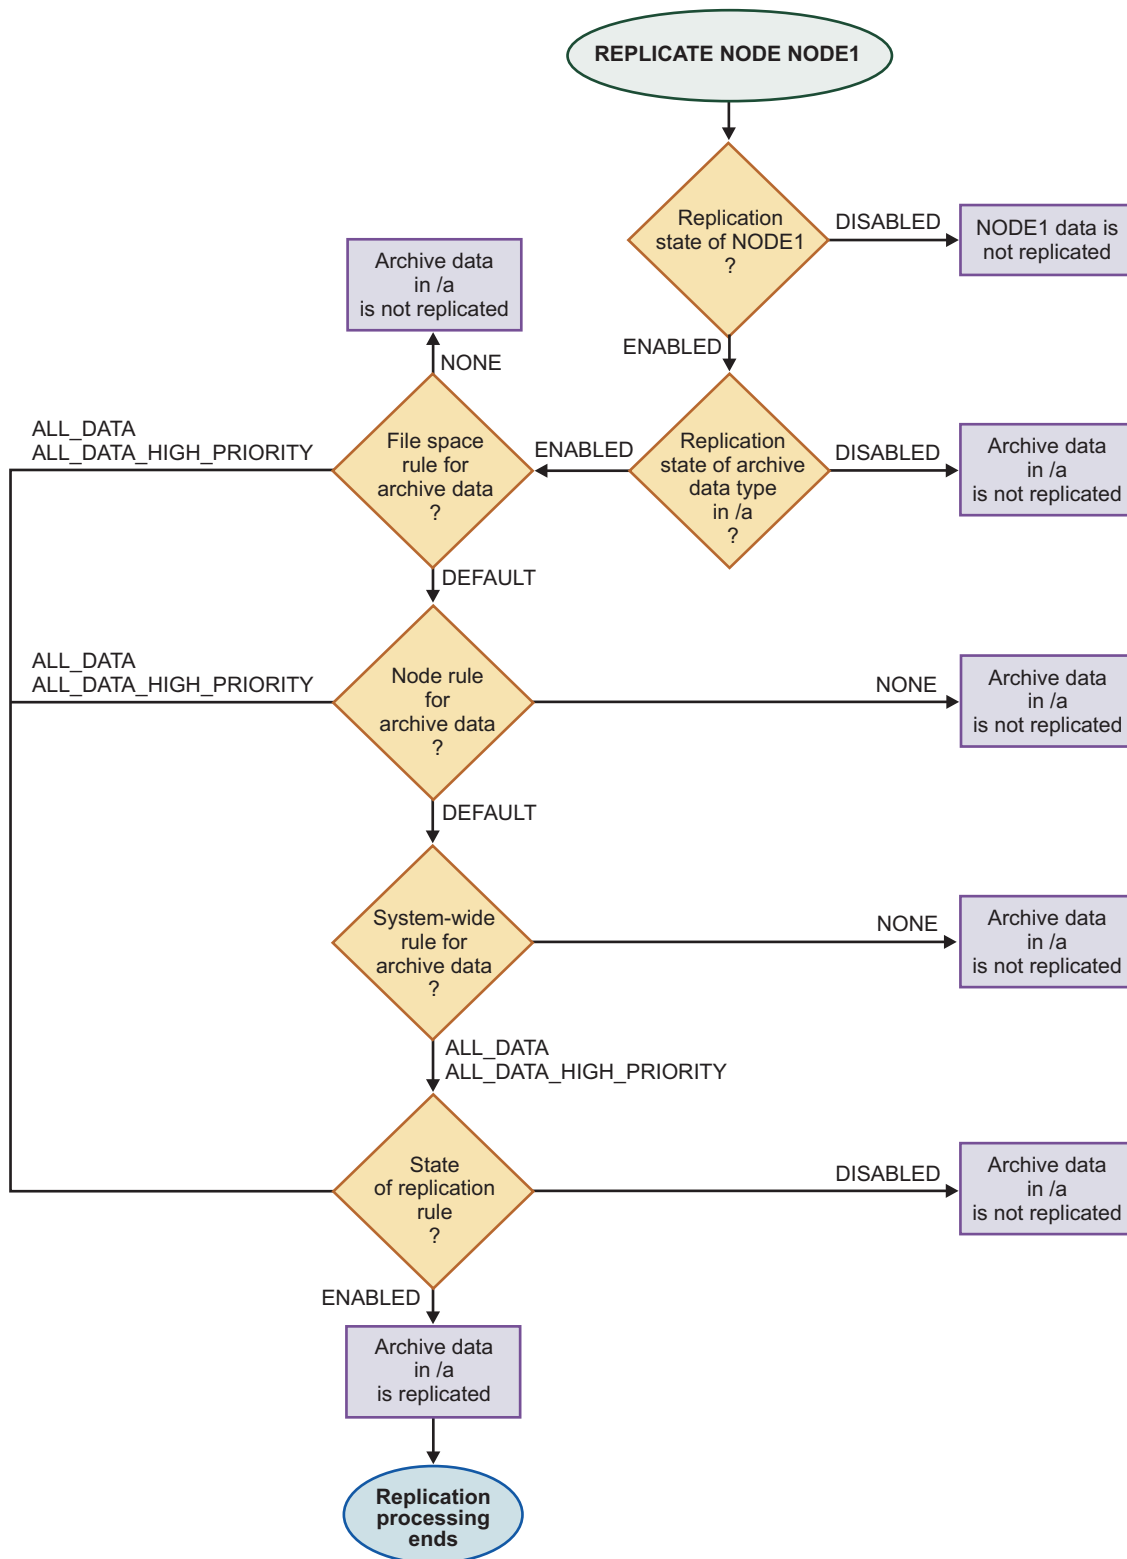 REPLICATE NODE NODE1
Replication
state of NODE1
?
DISABLED
NODE1 data is
not replicated
ENABLED
Archive data
in /a
is not replicated
NONE
Replication
state of archive
data type
in /a
?
DISABLED
Archive data
in /a
is not replicated
ENABLED
File space
rule for
archive data
?
ALL_DATA
ALL_DATA_HIGH_PRIORITY
DEFAULT
Node rule
for
archive data
?
ALL_DATA
ALL_DATA_HIGH_PRIORITY
NONE
Archive data
in /a
is not replicated
DEFAULT
System-wide
rule for
archive data
?
NONE
Archive data
in /a
is not replicated
ALL_DATA
ALL_DATA_HIGH_PRIORITY
State
of replication
rule
?
DISABLED
Archive data
in /a
is not replicated
ENABLED
Archive data
in /a
is replicated
Replication
processing
ends